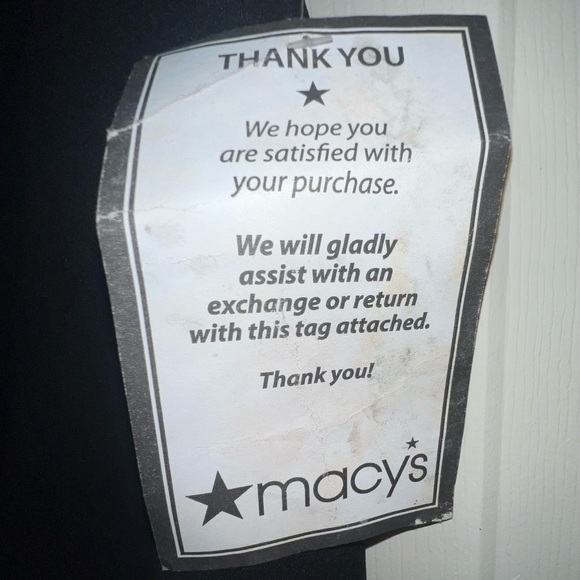 THANK YOU
We hope you
are satisfied with
your purchase.
We will gladly
assist with an
exchange or return
with this tag attached.
Thank you!
macy's